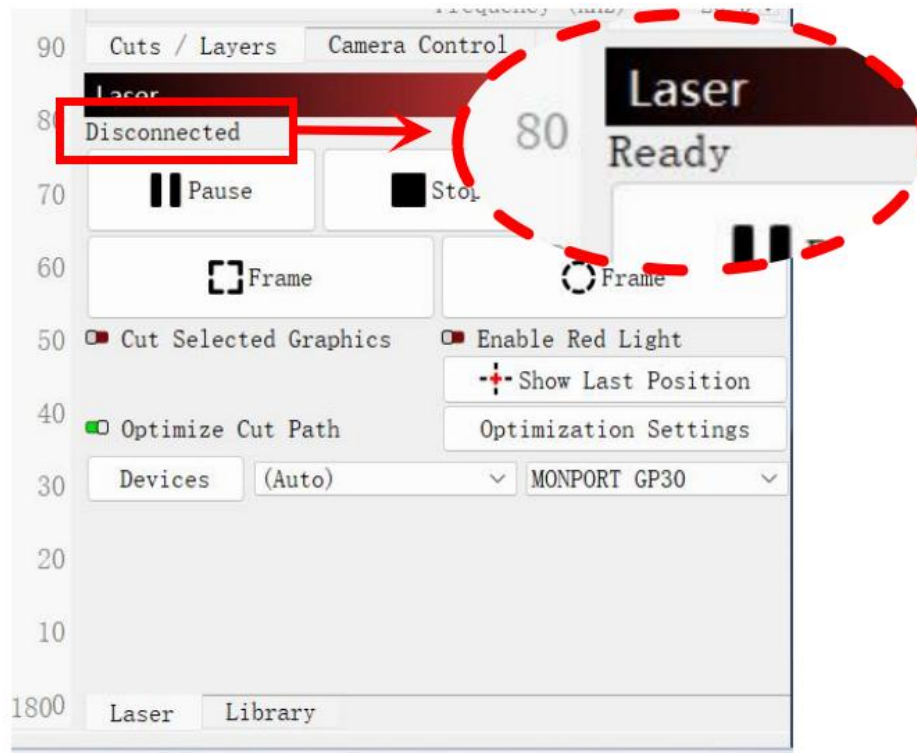 90
Cuts / Layers
Camera Control
Laser
80
Disconnected
80
Laser
Ready
70
Pause
60
Frame
Frame
50
Cut Selected Graphics
Enable Red Light
Show Last Position
40
Optimize Cut Path
Optimization Settings
30
Devices
(Auto)
MONPORT GP30
20
10
1800
Laser
Library